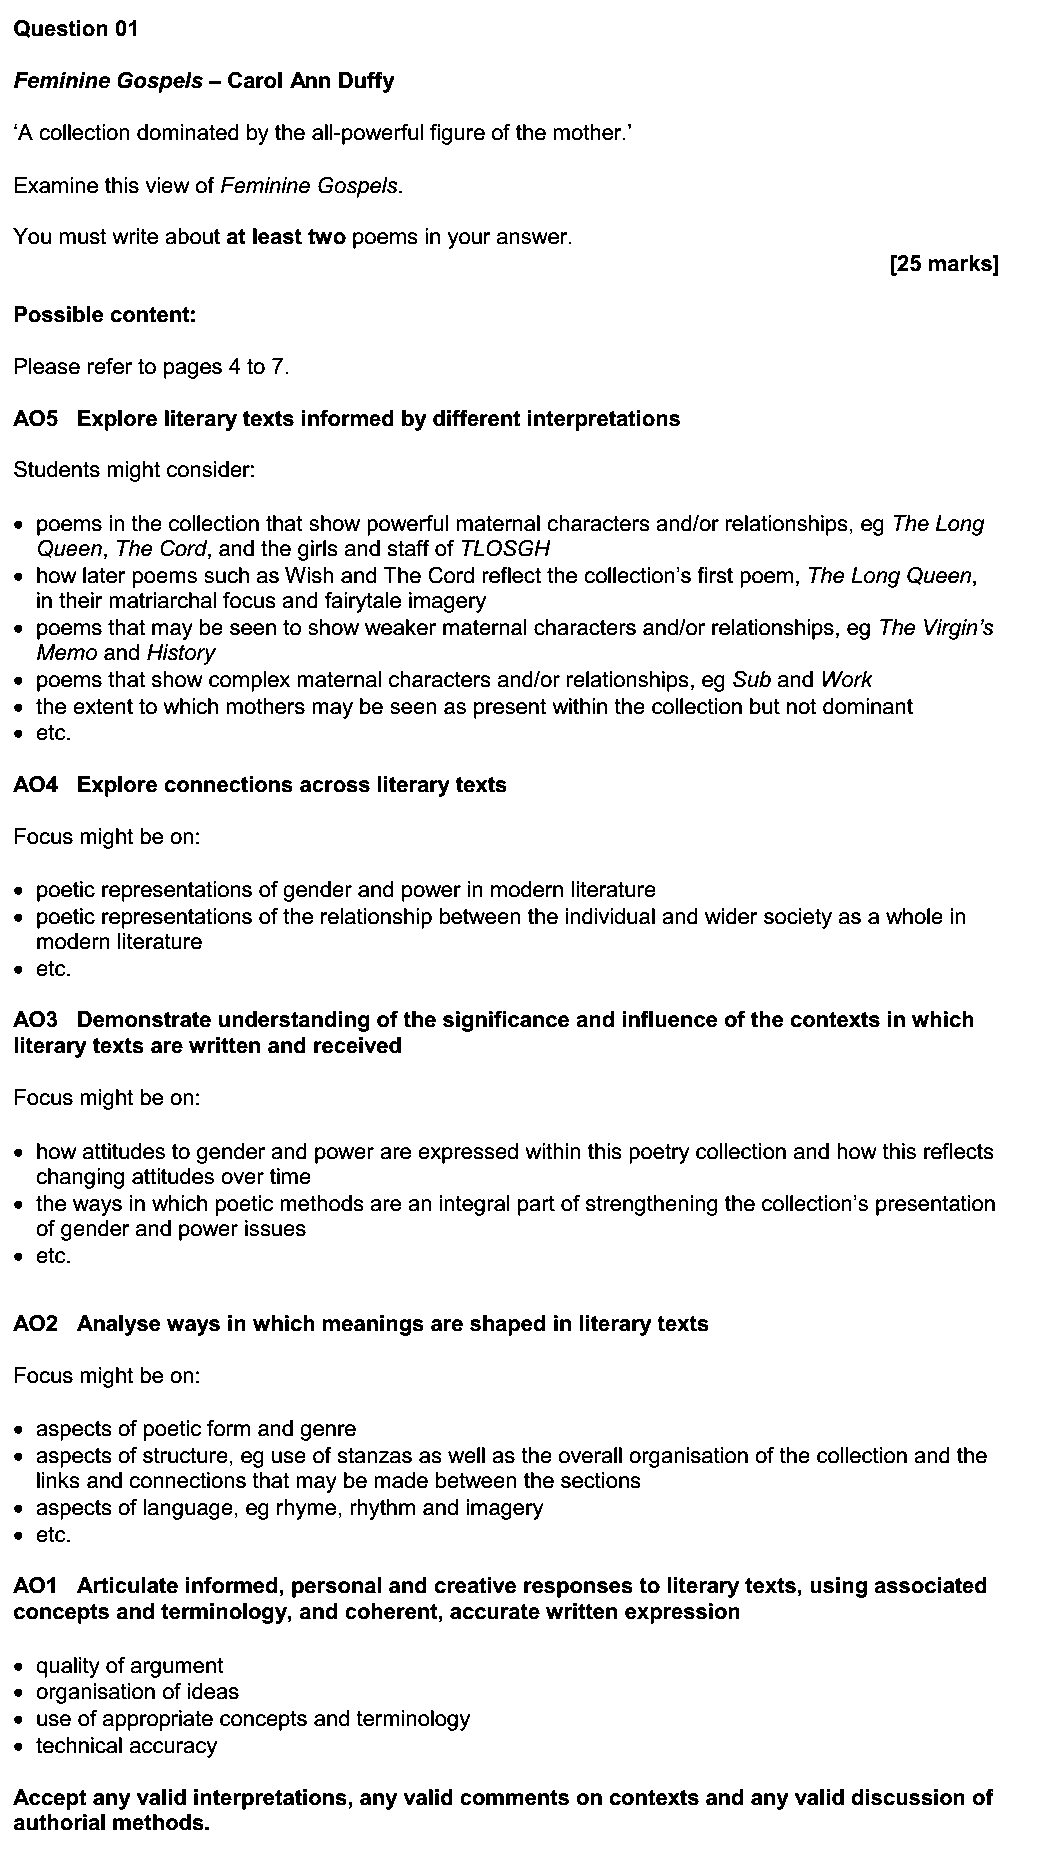 Question 01
Feminine Gospels – Carol Ann Duffy
‘A collection dominated by the all-powerful figure of the mother.’
Examine this view of Feminine Gospels.
You must write about at least two poems in your answer.
[25 marks]
Possible content:
Please refer to pages 4 to 7.
AO5 Explore literary texts informed by different interpretations
Students might consider:
• poems in the collection that show powerful maternal characters and/or relationships, eg The Long
Queen, The Cord, and the girls and staff of TLOSGH
• how later poems such as Wish and The Cord reflect the collection’s first poem, The Long Queen,
in their matriarchal focus and fairytale imagery
• poems that may be seen to show weaker maternal characters and/or relationships, eg The Virgin’s
Memo and History
• poems that show complex maternal characters and/or relationships, eg Sub and Work
• the extent to which mothers may be seen as present within the collection but not dominant
• etc.
AO4 Explore connections across literary texts
Focus might be on:
• poetic representations of gender and power in modern literature
• poetic representations of the relationship between the individual and wider society as a whole in
modern literature
• etc.
AO3 Demonstrate understanding of the significance and influence of the contexts in which
literary texts are written and received
Focus might be on:
• how attitudes to gender and power are expressed within this poetry collection and how this reflects
changing attitudes over time
• the ways in which poetic methods are an integral part of strengthening the collection’s presentation
of gender and power issues
• etc.
AO2 Analyse ways in which meanings are shaped in literary texts
Focus might be on:
• aspects of poetic form and genre
• aspects of structure, eg use of stanzas as well as the overall organisation of the collection and the
links and connections that may be made between the sections
• aspects of language, eg rhyme, rhythm and imagery
• etc.
AO1 Articulate informed, personal and creative responses to literary texts, using associated
concepts and terminology, and coherent, accurate written expression
• quality of argument
• organisation of ideas
• use of appropriate concepts and terminology
• technical accuracy
Accept any valid interpretations, any valid comments on contexts and any valid discussion of
authorial methods.